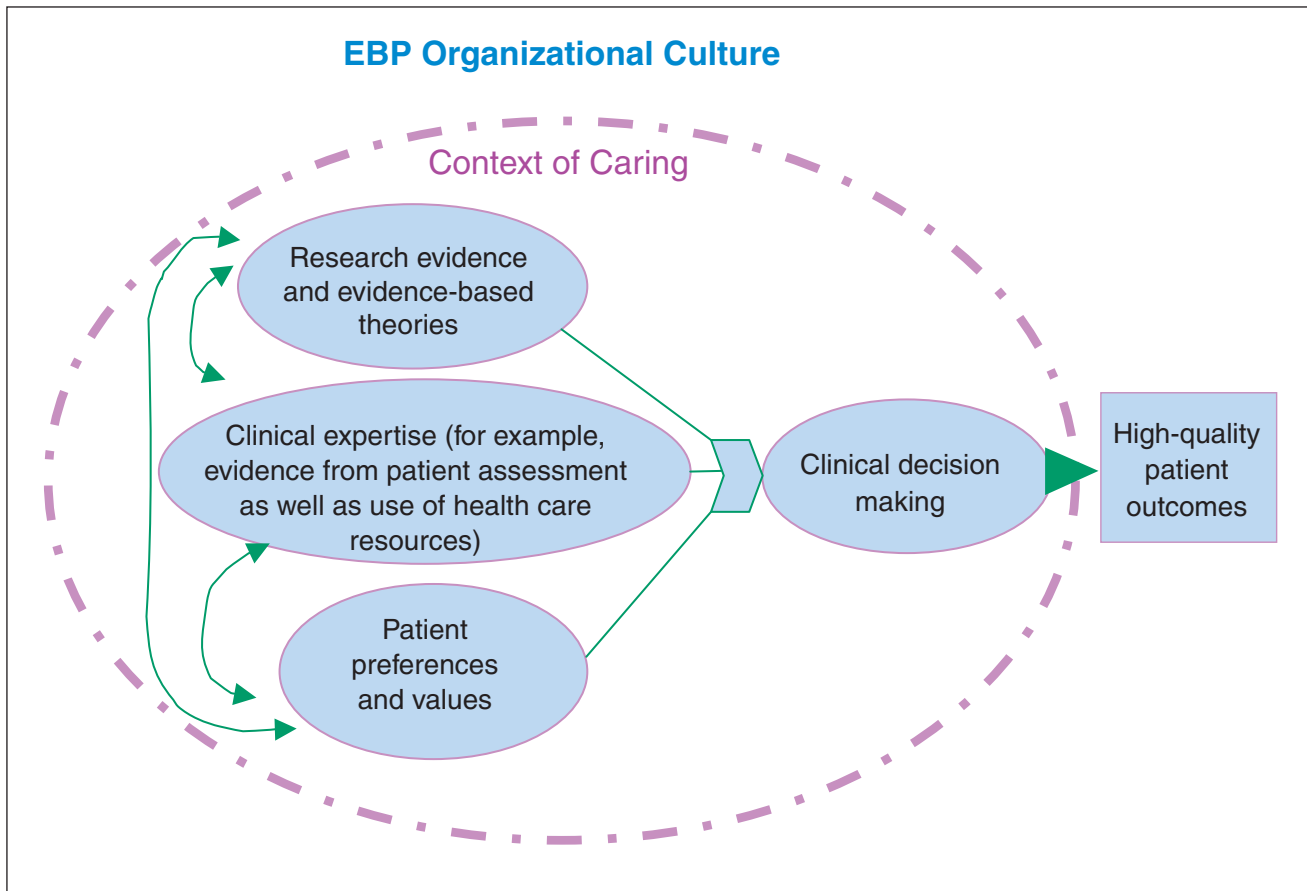 EBP Organizational Culture
Context of Caring
Research evidence
and evidence-based
theories
Clinical expertise (for example,
evidence from patient assessment
as well as use of health care
resources)
Patient
preferences
and values
Clinical decision
making
High-quality
patient
outcomes